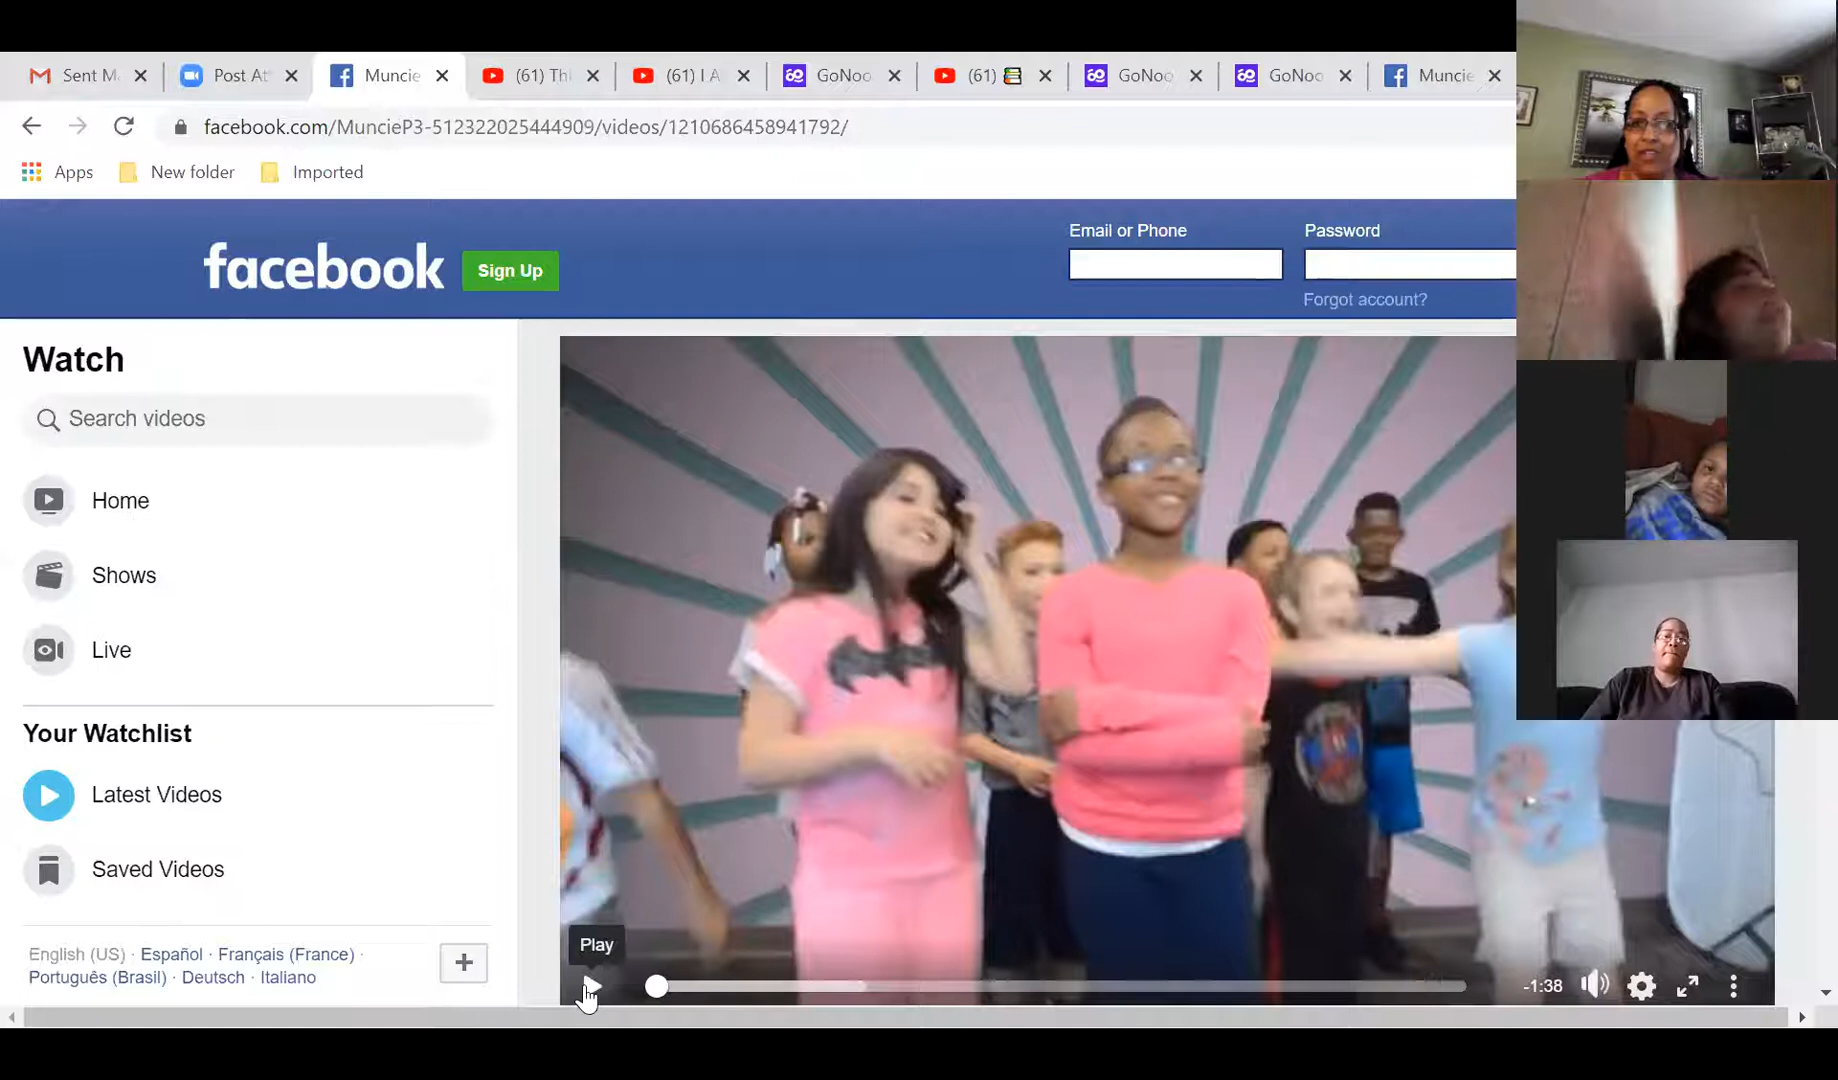 Sent M
Post At
Muncie
(61) Thi
(61) I A
GoNoo
(61)
GoNoo
GoNoo
Muncie
facebook.com/MuncieP3-512322025444909/videos/1210686458941792/
Apps
New folder
Imported
facebook
Sign Up
Email or Phone
Password
Forgot account?
Watch
Search videos
Home
Shows
Live
Your Watchlist
Latest Videos
Saved Videos
English (US) · Español · Français (France) ·
Português (Brasil) · Deutsch · Italiano
+
Play
-1:38